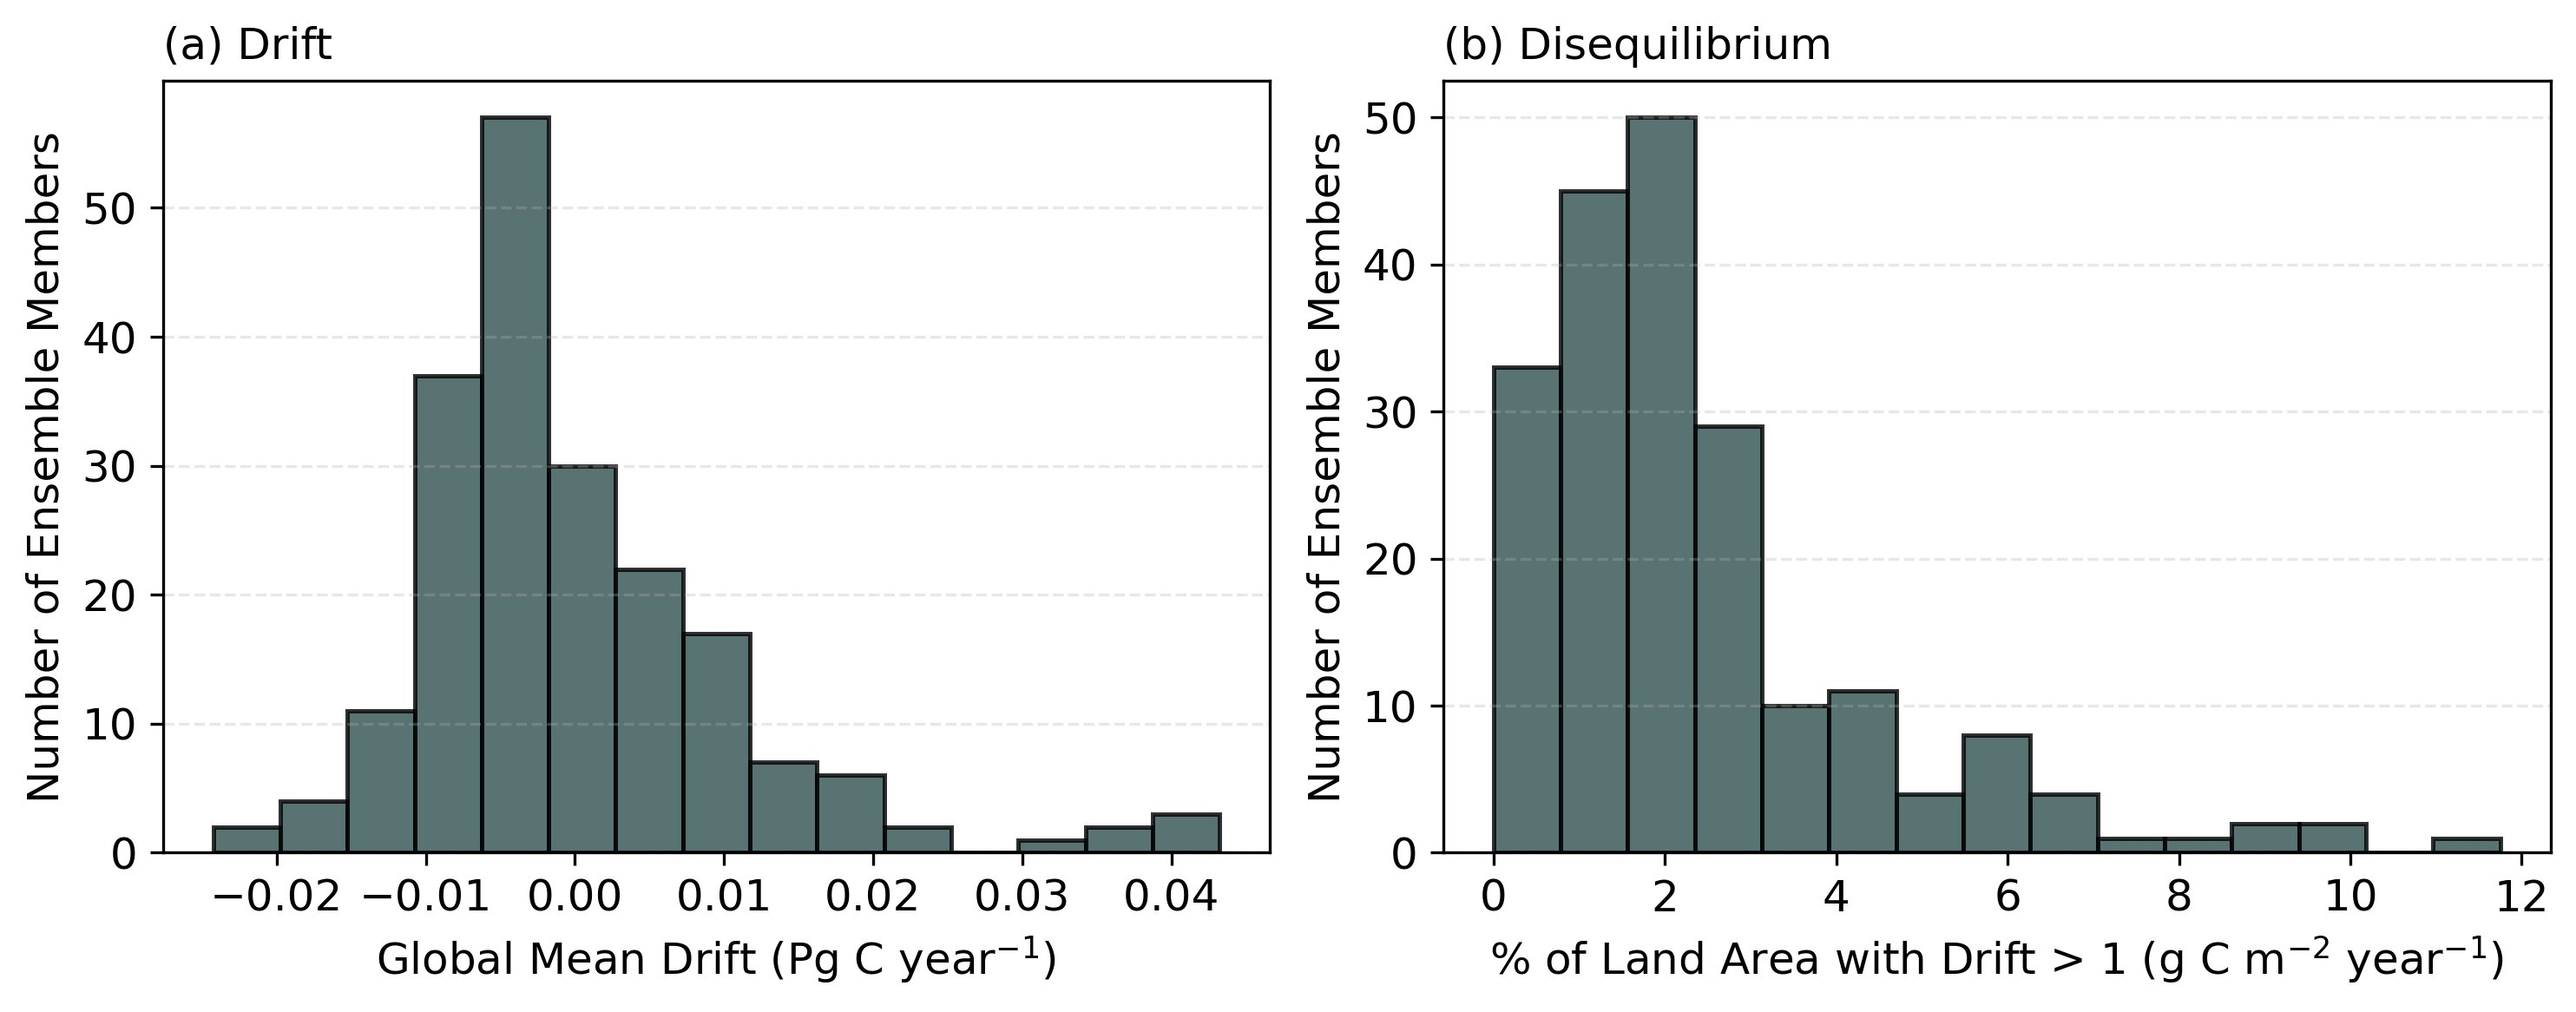 (a) Drift
Number of Ensemble Members
50
40
30
20
10
0
−0.02 −0.01 0.00 0.01 0.02 0.03 0.04
Global Mean Drift (Pg C year⁻¹)
(b) Disequilibrium
Number of Ensemble Members
50
40
30
20
10
0
0 2 4 6 8 10 12
% of Land Area with Drift > 1 (g C m⁻² year⁻¹)